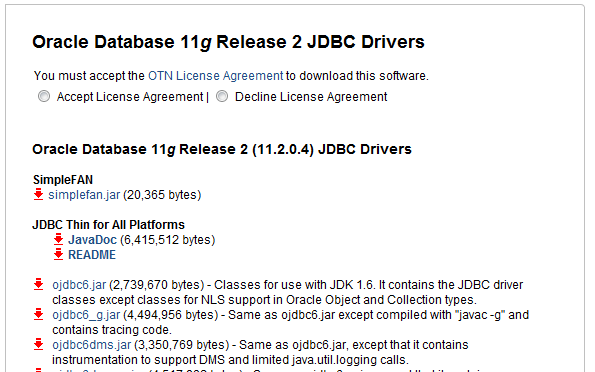 Oracle Database 11g Release 2 JDBC Drivers
You must accept the OTN License Agreement to download this software.
Accept License Agreement | Decline License Agreement
Oracle Database 11g Release 2 (11.2.0.4) JDBC Drivers
SimpleFAN
simplefan.jar (20,365 bytes)
JDBC Thin for All Platforms
JavaDoc (6,415,512 bytes)
README
ojdbc6.jar (2,739,670 bytes) - Classes for use with JDK 1.6. It contains the JDBC driver
classes except classes for NLS support in Oracle Object and Collection types.
ojdbc6_g.jar (4,494,956 bytes) - Same as ojdbc6.jar except compiled with "javac -g" and
contains tracing code.
ojdbc6dms.jar (3,350,769 bytes) - Same as ojdbc6.jar, except that it contains
instrumentation to support DMS and limited java.util.logging calls.